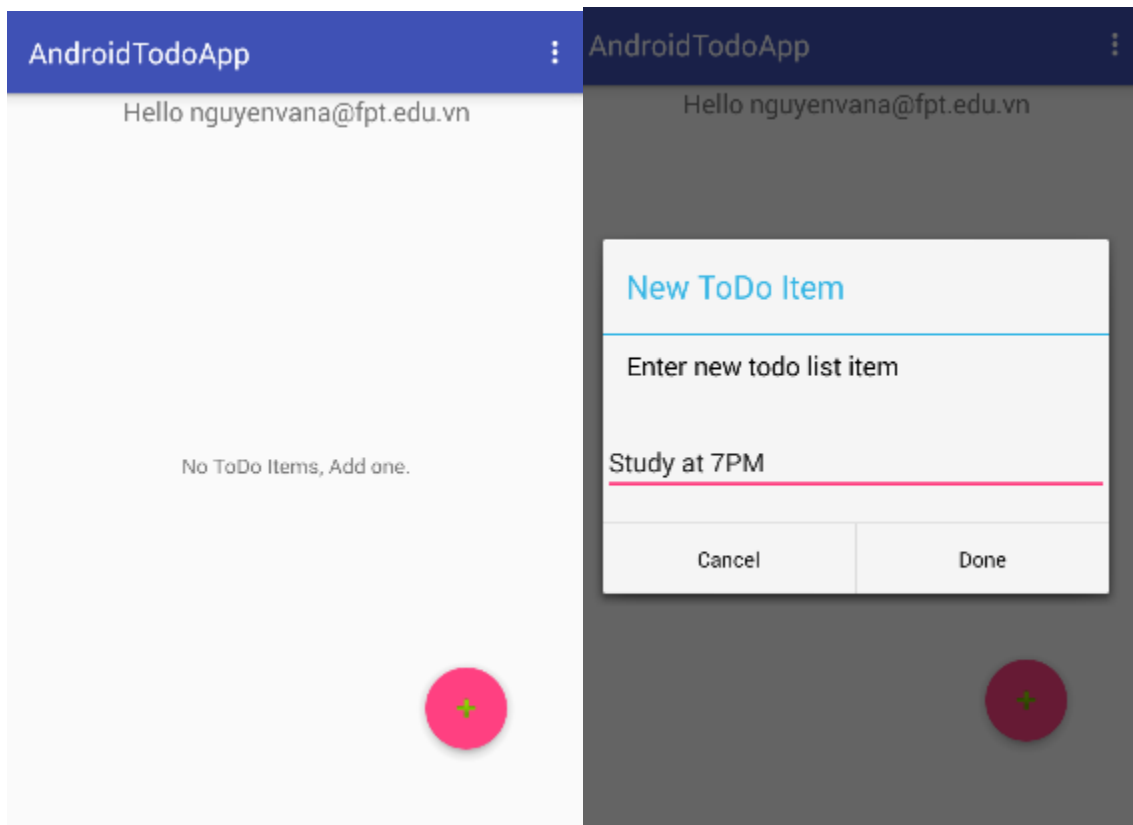 AndroidTodoApp
Hello nguyenvana@fpt.edu.vn
No ToDo Items, Add one.
AndroidTodoApp
Hello nguyenvana@fpt.edu.vn
New ToDo Item
Enter new todo list item
Study at 7PM
Cancel
Done